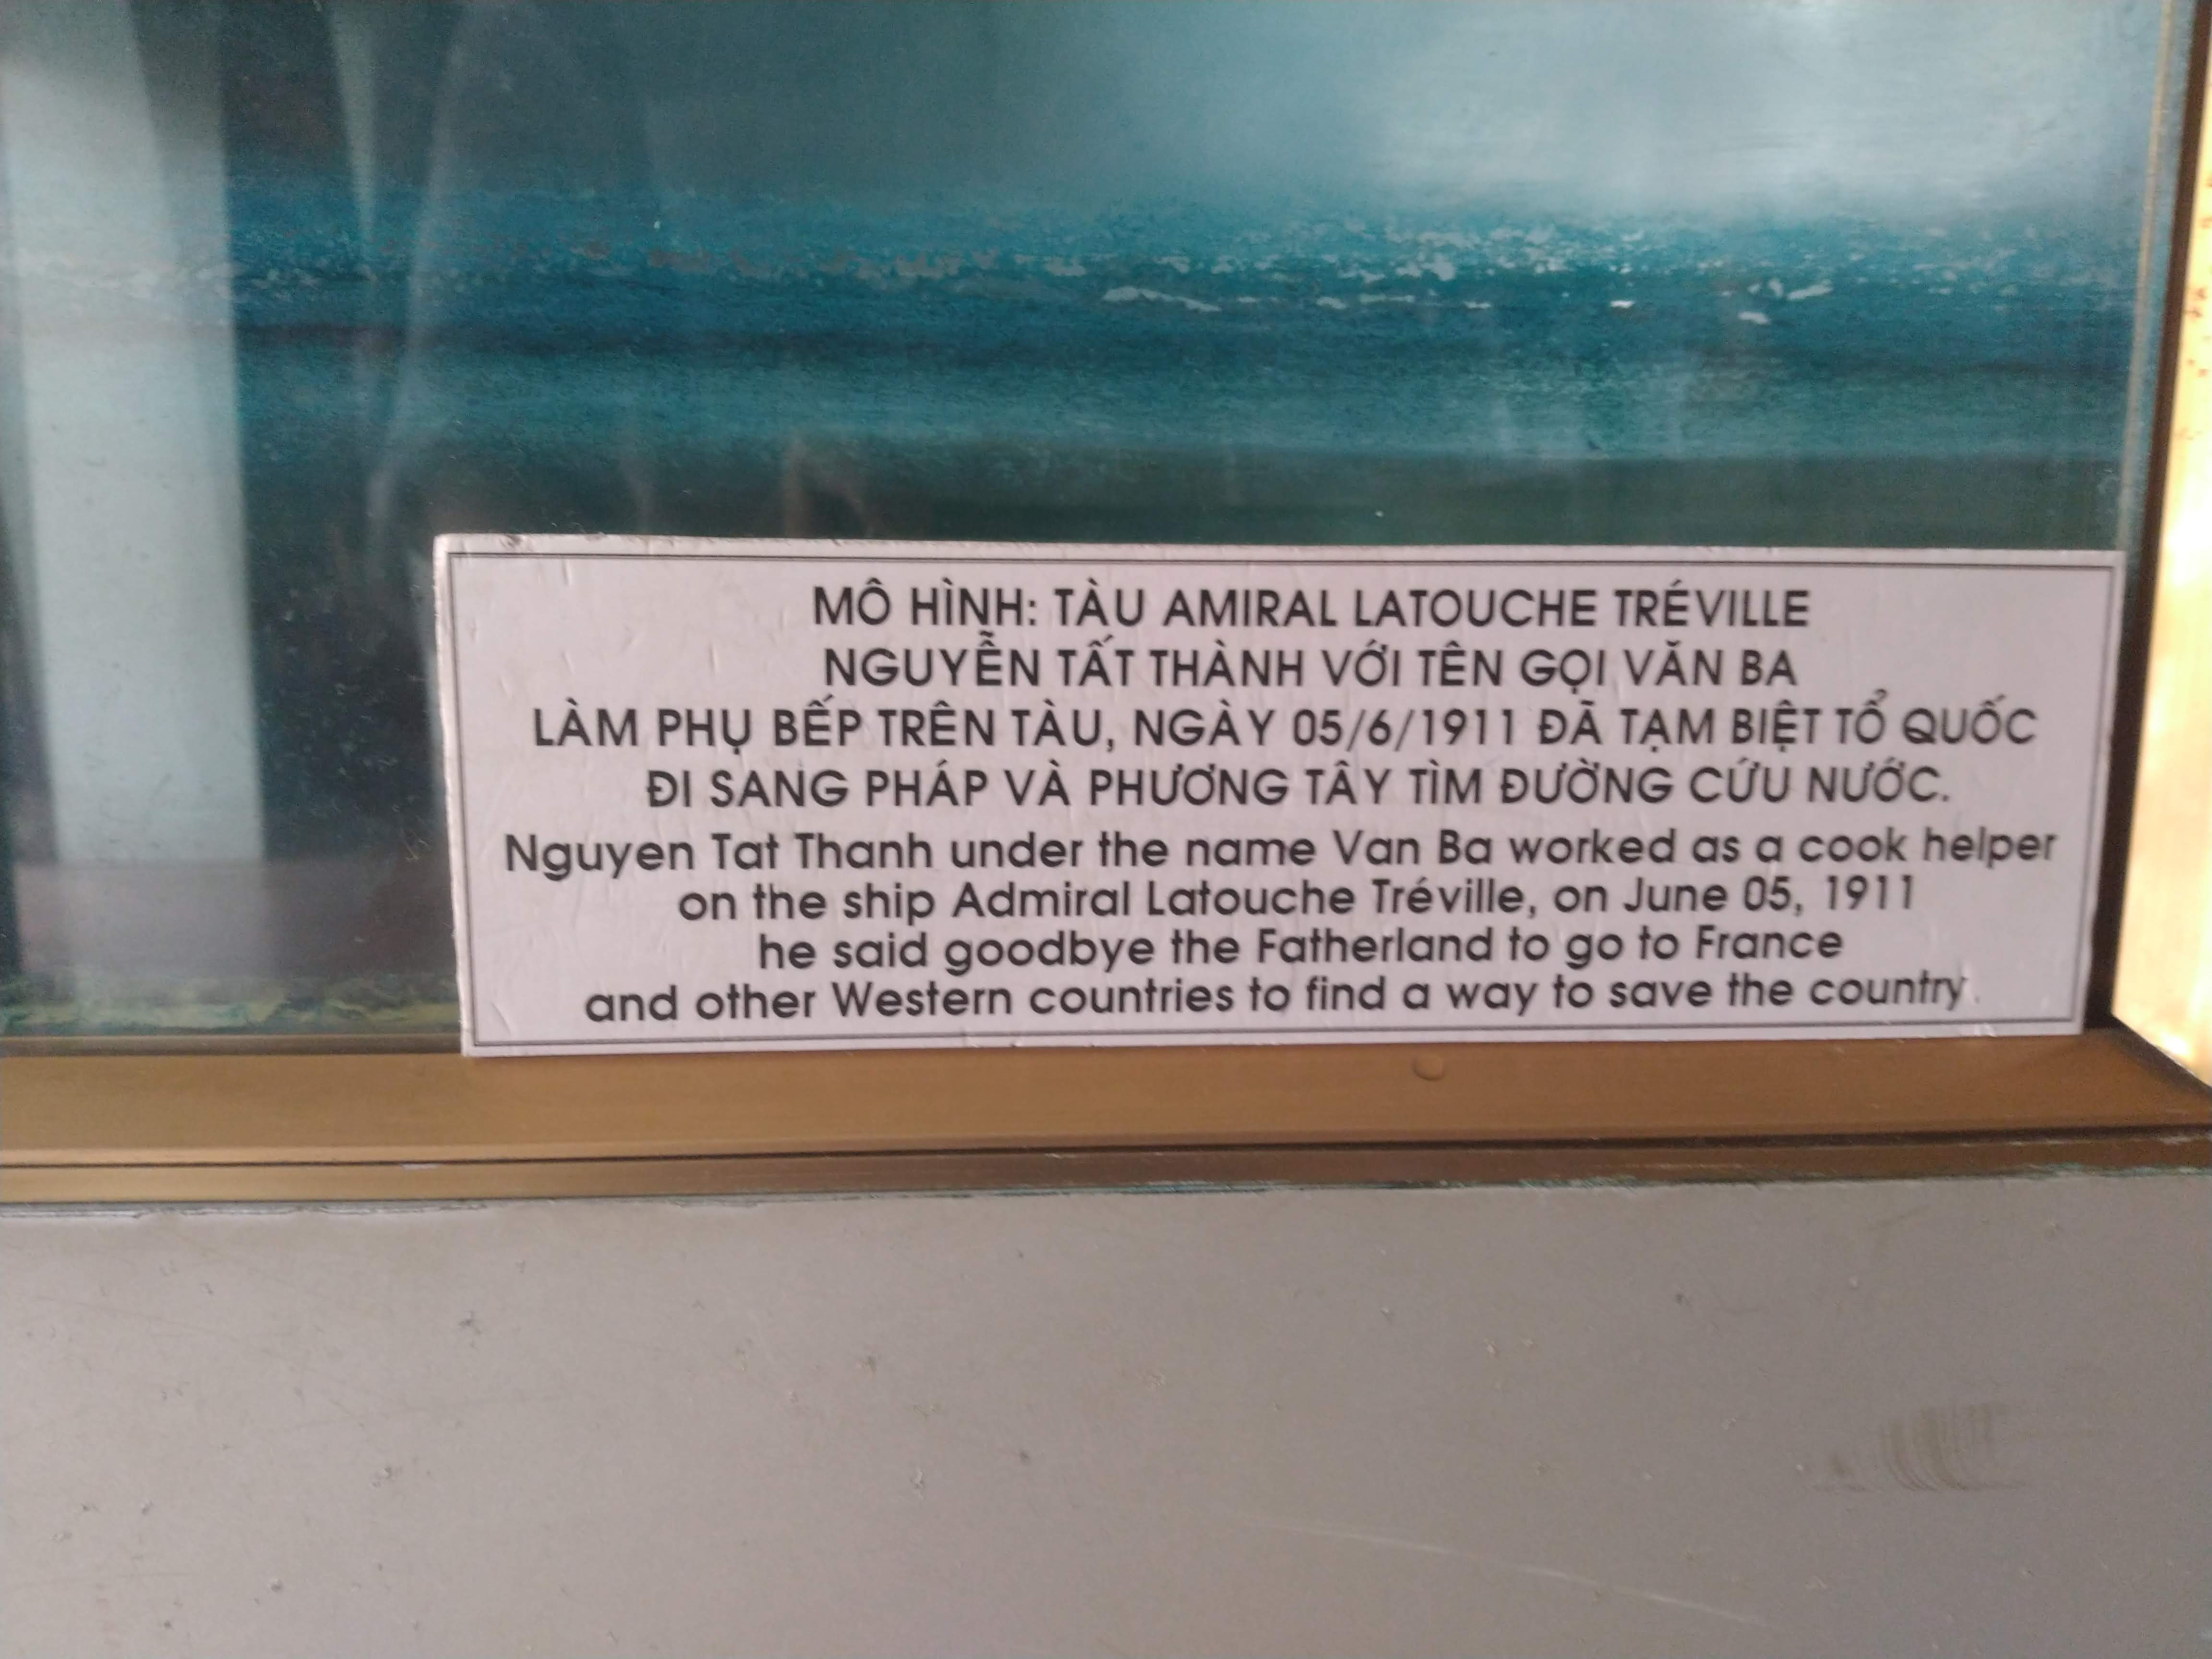 MÔ HÌNH: TÀU AMIRAL LATOUCHE TRÉVILLE
NGUYỄN TẤT THÀNH VỚI TÊN GỌI VĂN BA
LÀM PHỤ BẾP TRÊN TÀU, NGÀY 05/6/1911 ĐÃ TẠM BIỆT TỔ QUỐC
ĐI SANG PHÁP VÀ PHƯƠNG TÂY TÌM ĐƯỜNG CỨU NƯỚC.
Nguyen Tat Thanh under the name Van Ba worked as a cook helper
on the ship Admiral Latouche Tréville, on June 05, 1911
he said goodbye the Fatherland to go to France
and other Western countries to find a way to save the country.